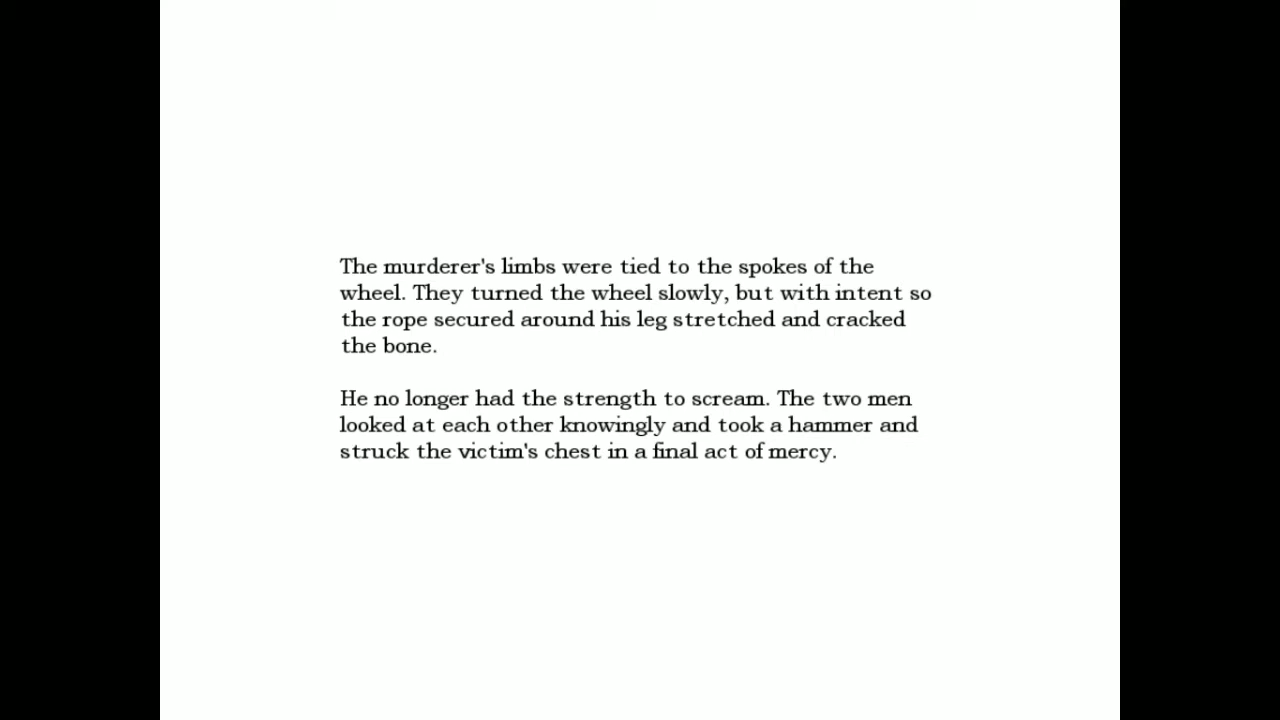 The murderer's limbs were tied to the spokes of the
wheel. They turned the wheel slowly, but with intent so
the rope secured around his leg stretched and cracked
the bone.
He no longer had the strength to scream. The two men
looked at each other knowingly and took a hammer and
struck the victim's chest in a final act of mercy.